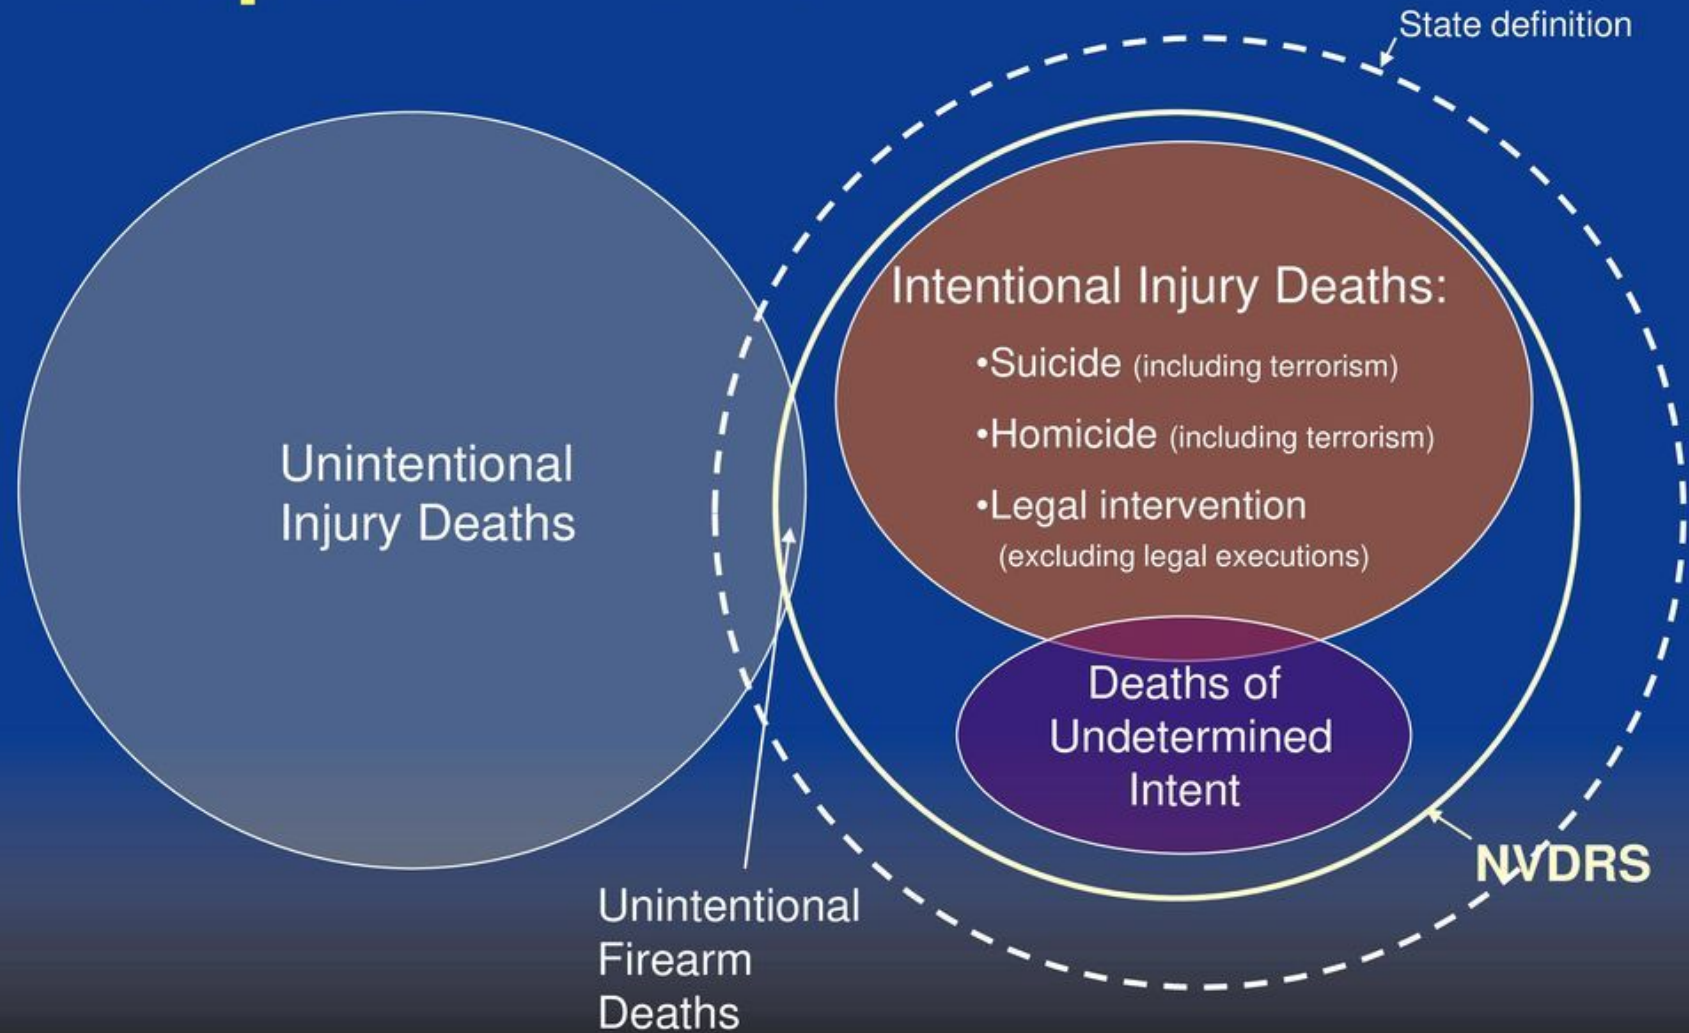 State definition
Unintentional
Injury Deaths
Intentional Injury Deaths:
•Suicide (including terrorism)
•Homicide (including terrorism)
•Legal intervention
(excluding legal executions)
Deaths of
Undetermined
Intent
NVDRS
Unintentional
Firearm
Deaths